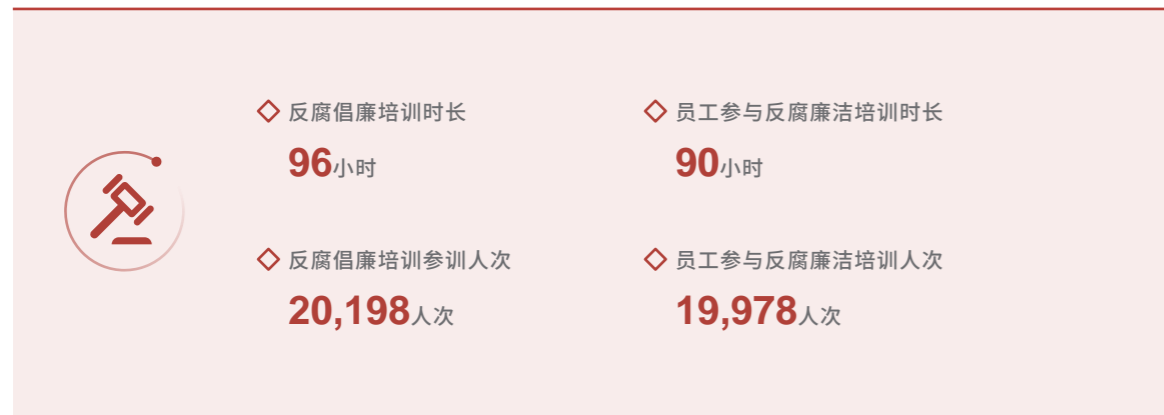 反腐倡廉培训时长
96小时
员工参与反腐廉洁培训时长
90小时
反腐倡廉培训参训人次
20,198人次
员工参与反腐廉洁培训人次
19,978人次